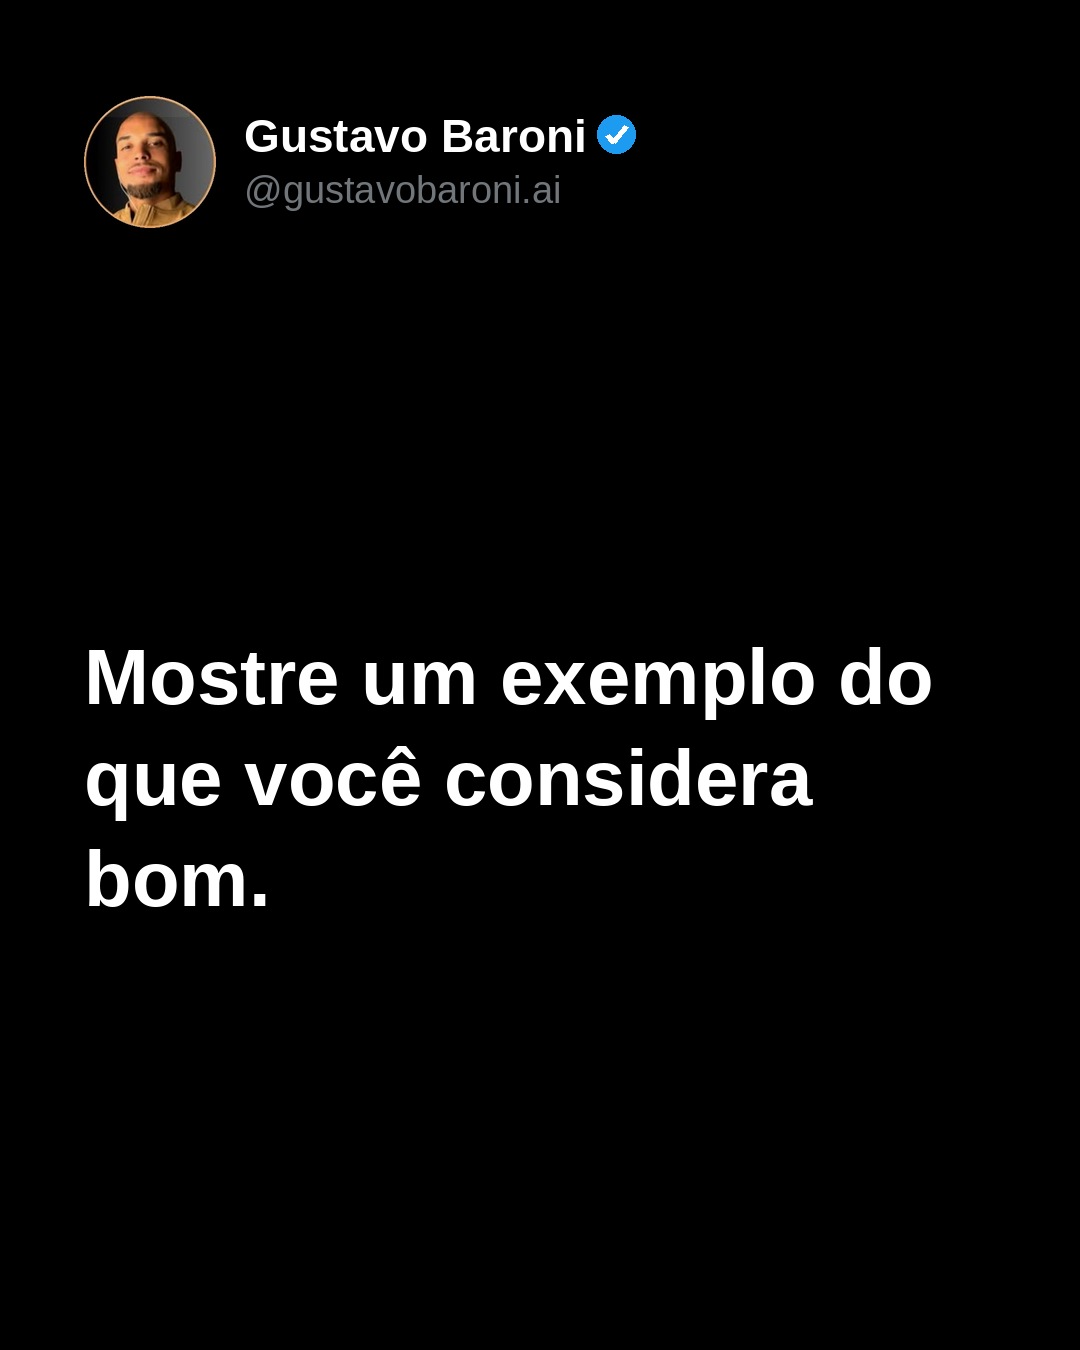 Gustavo Baroni
@gustavobaroni.ai
Mostre um exemplo do
que você considera
bom.